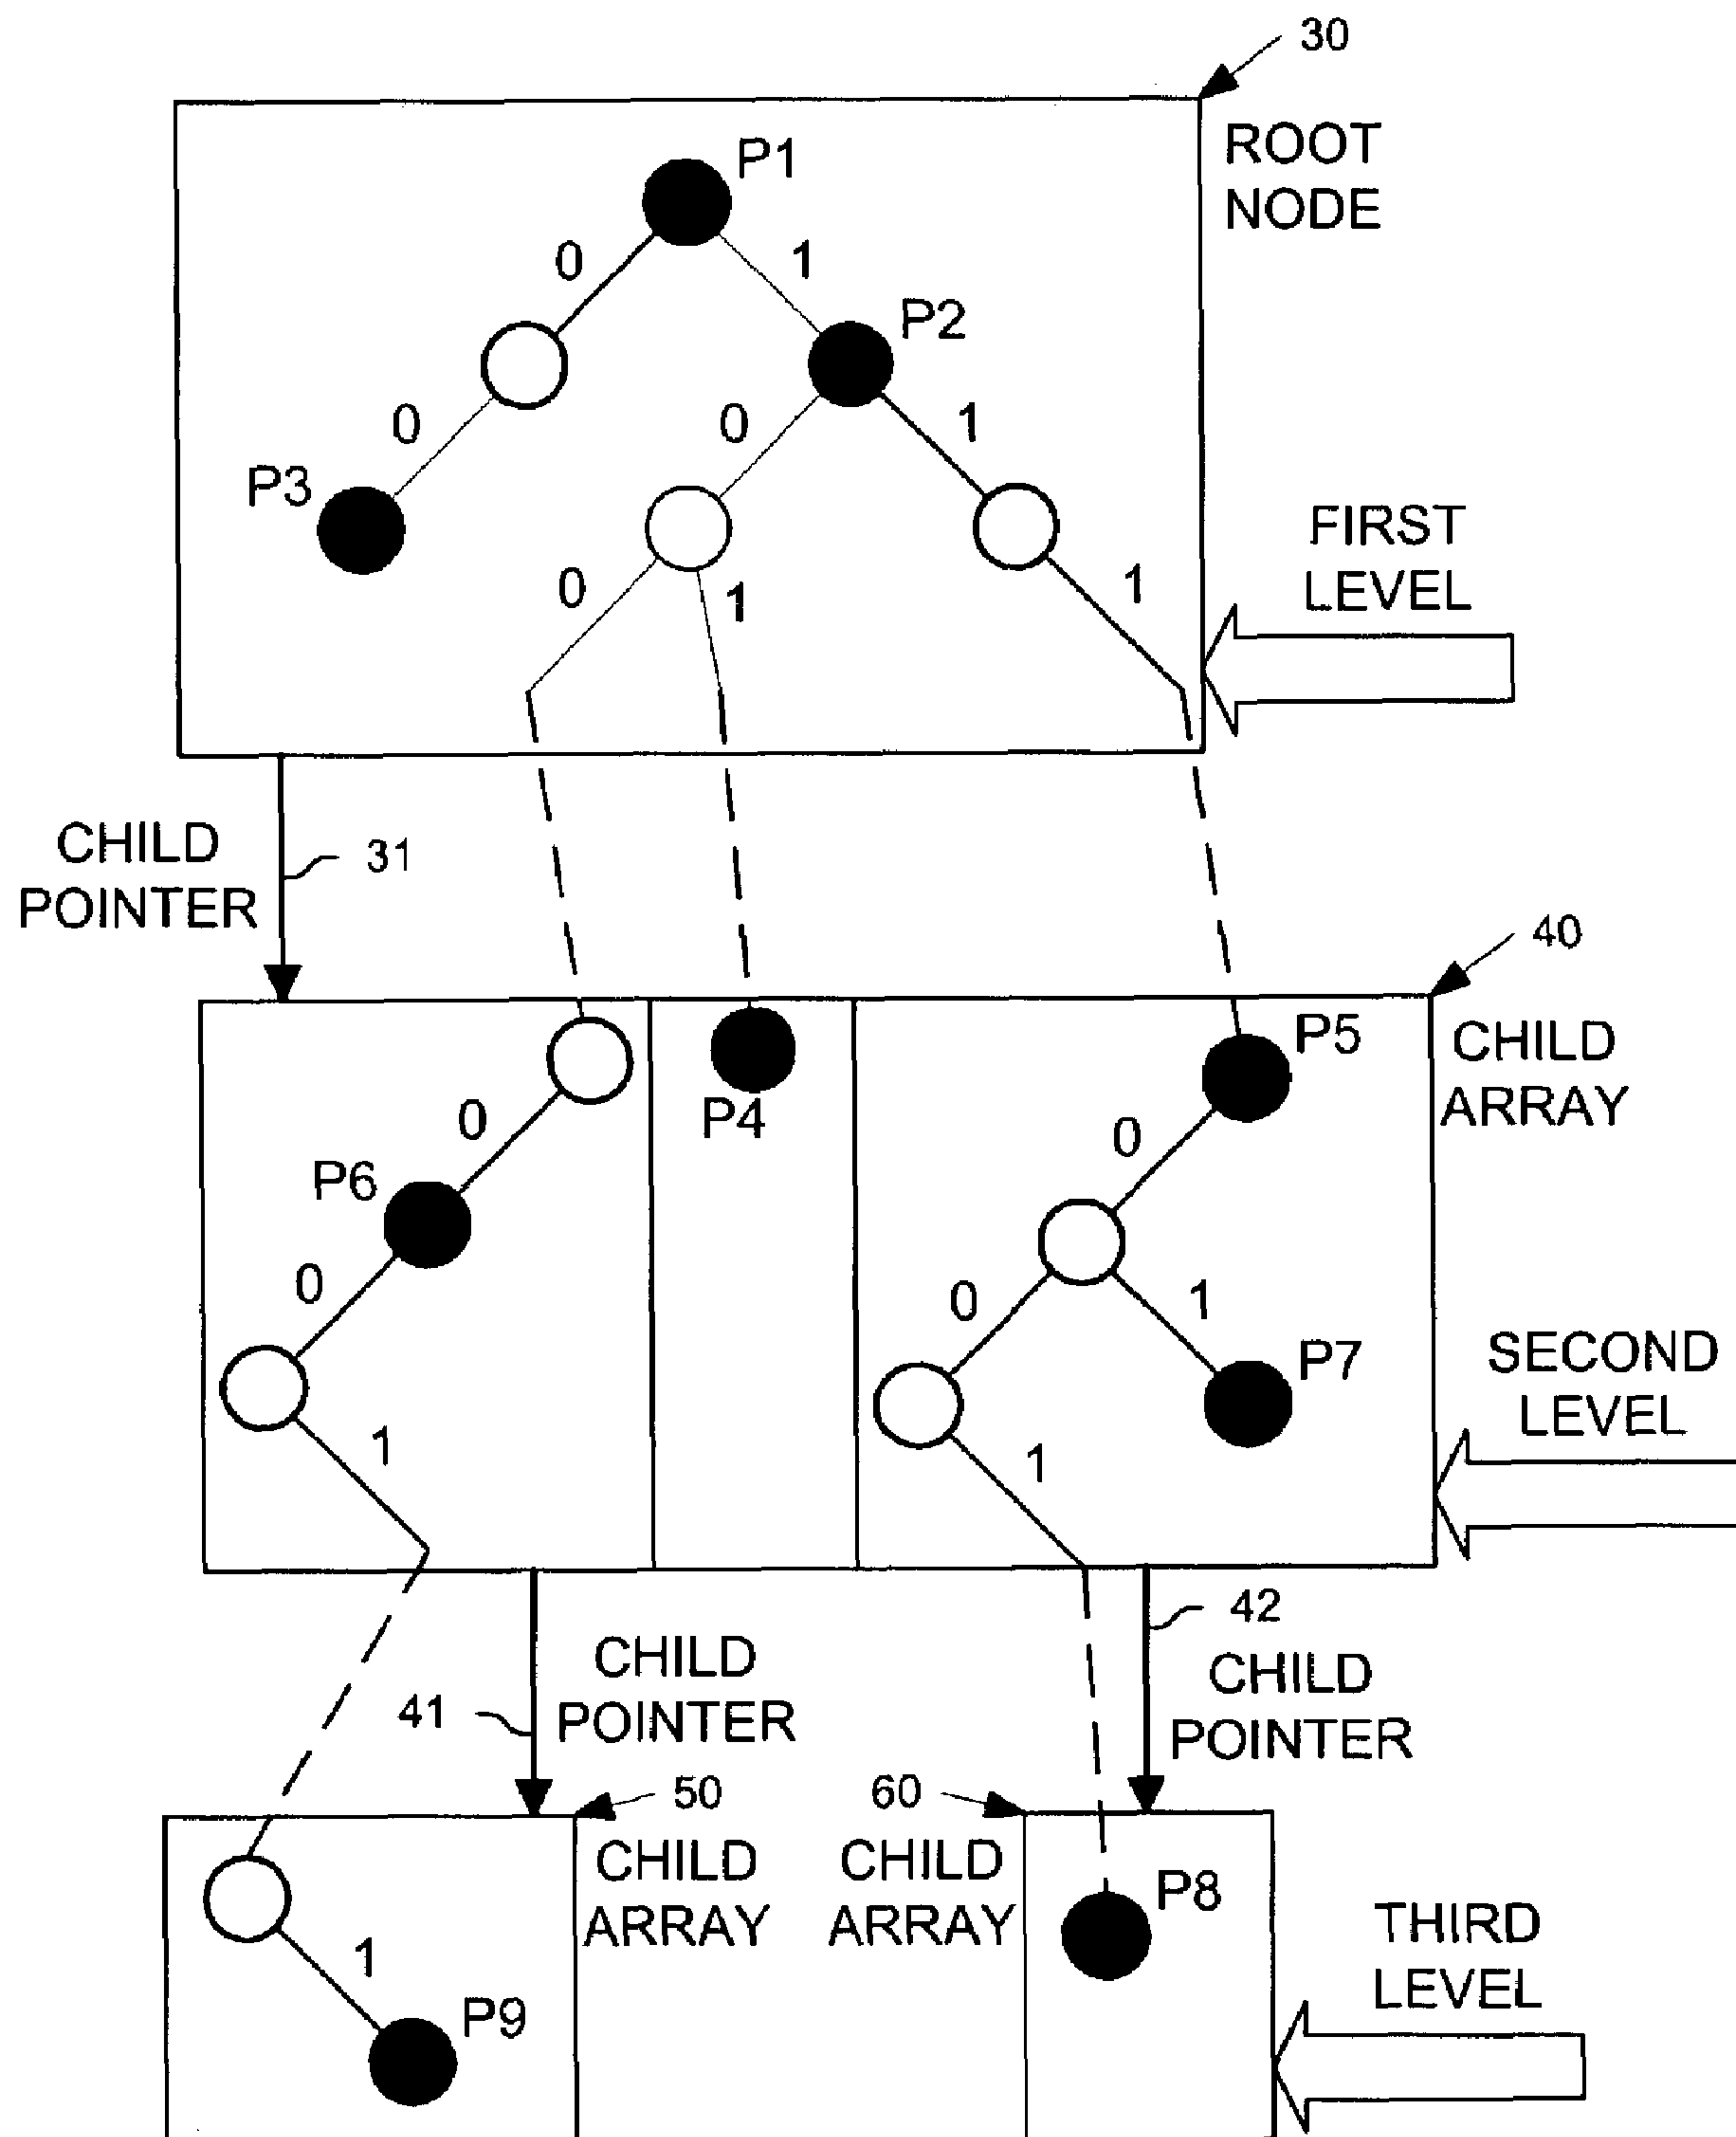 30
ROOT
NODE
P1
0
1
P2
0
0
1
P3
0
1
1
FIRST
LEVEL
CHILD
POINTER
31
40
CHILD
ARRAY
P5
P4
0
0
P6
0
0
1
P7
1
1
SECOND
LEVEL
42
CHILD
POINTER
41
CHILD
POINTER
50
CHILD
ARRAY
60
CHILD
ARRAY
P8
1
P9
THIRD
LEVEL